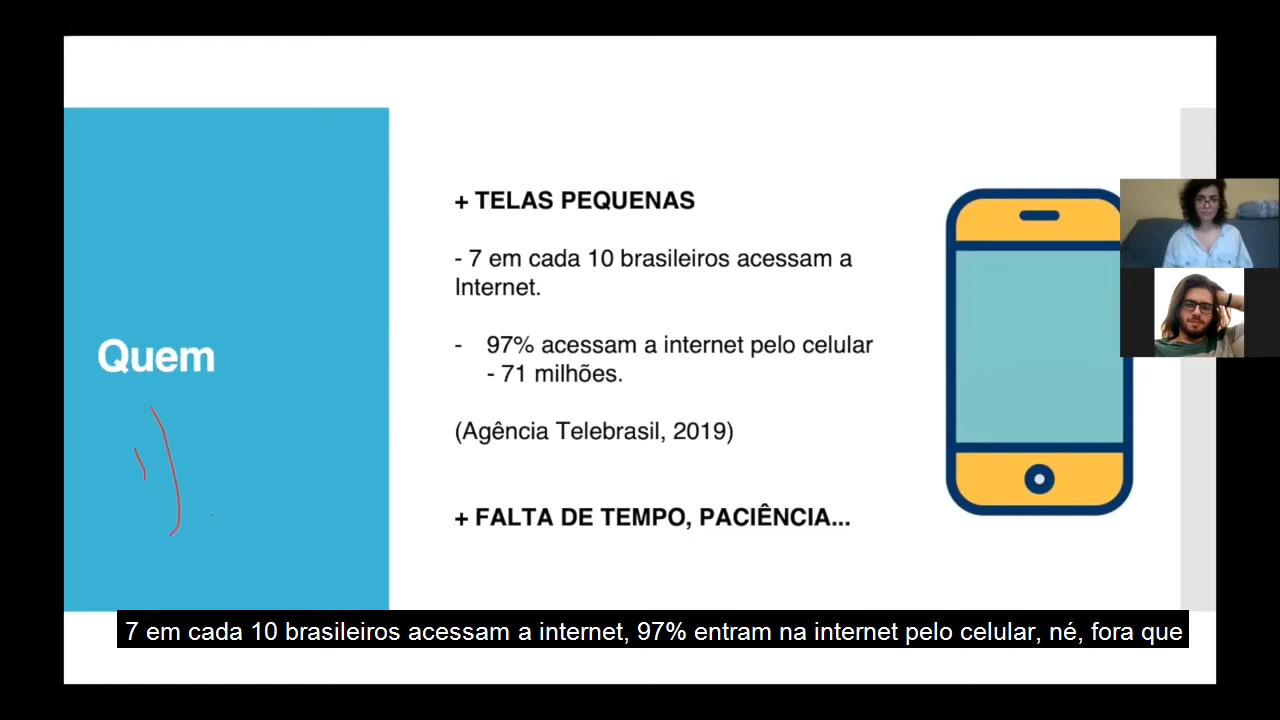 + TELAS PEQUENAS
- 7 em cada 10 brasileiros acessam a
Internet.
- 97% acessam a internet pelo celular
- 71 milhões.
(Agência Telebrasil, 2019)
+ FALTA DE TEMPO, PACIÊNCIA...
Quem
7 em cada 10 brasileiros acessam a internet, 97% entram na internet pelo celular, né, fora que